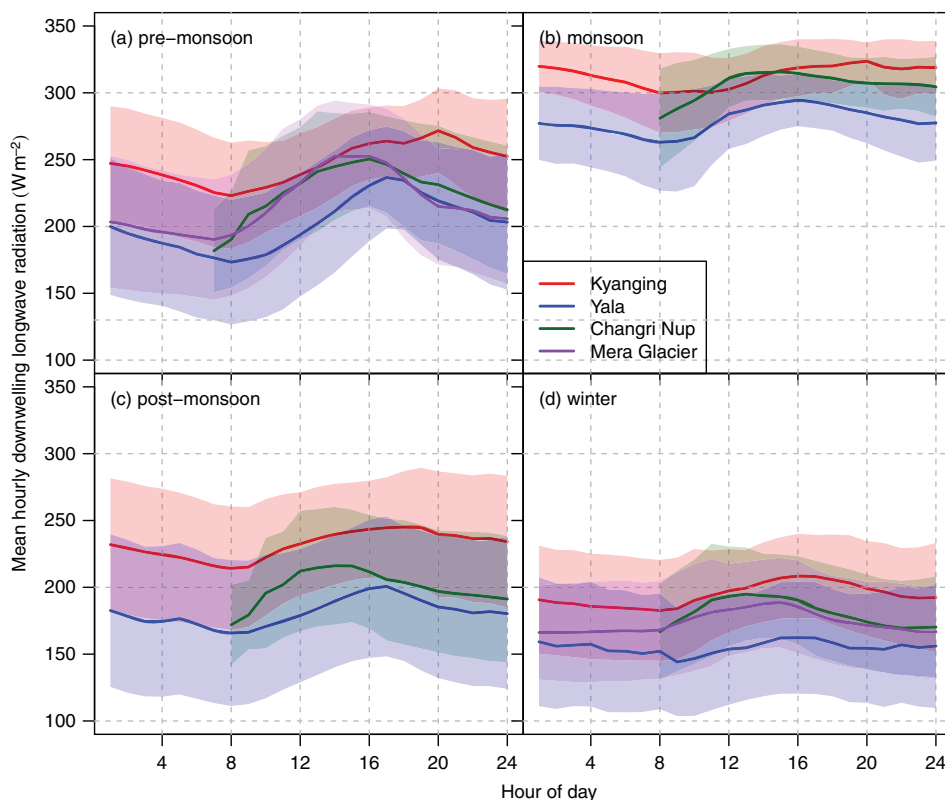 (a) pre−monsoon
(b) monsoon
350
300
250
200
150
100
Kyanging
Yala
Changri Nup
Mera Glacier
(c) post−monsoon
(d) winter
350
300
250
200
150
100
4 8 12 16 20 24
4 8 12 16 20 24
Hour of day
Mean hourly downwelling longwave radiation (W m−2)